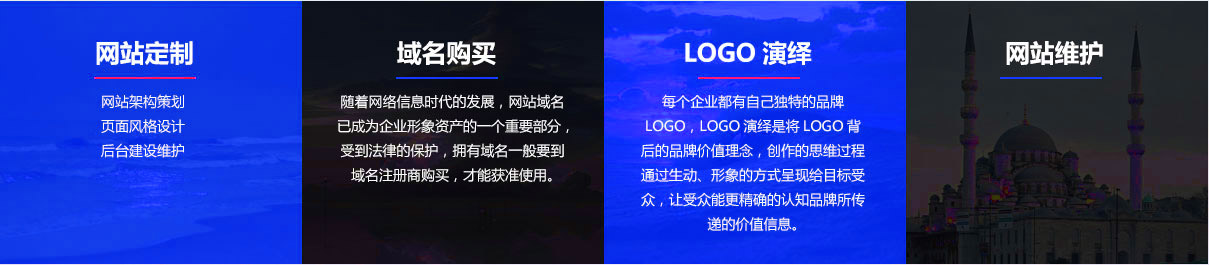 网站定制
网站架构策划
页面风格设计
后台建设维护
域名购买
随着网络信息时代的发展，网站域名
已成为企业形象资产的一个重要部分，
受到法律的保护，拥有域名一般要到
域名注册商购买，才能获准使用。
LOGO 演绎
每个企业都有自己独特的品牌
LOGO，LOGO 演绎是将 LOGO 背
后的品牌价值理念，创作的思维过程
通过生动、形象的方式呈现给目标受
众，让受众能更精确的认知品牌所传
递的价值信息。
网站维护